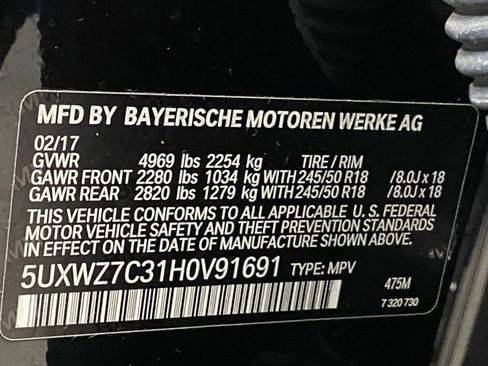 MFD BY BAYERISCHE MOTOREN WERKE AG
02/17
GVWR 4969 lbs 2254 kg TIRE / RIM
GAWR FRONT 2280 lbs 1034 kg WITH 245/50 R18 /8.0J x 18
GAWR REAR 2820 lbs 1279 kg WITH 245/50 R18 /8.0J x 18
THIS VEHICLE CONFORMS TO ALL APPLICABLE U. S. FEDERAL
MOTOR VEHICLE SAFETY AND THEFT PREVENTION STANDARDS
IN EFFECT ON THE DATE OF MANUFACTURE SHOWN ABOVE.
5UXWZ7C31H0V91691 TYPE: MPV 475M
7 320 730